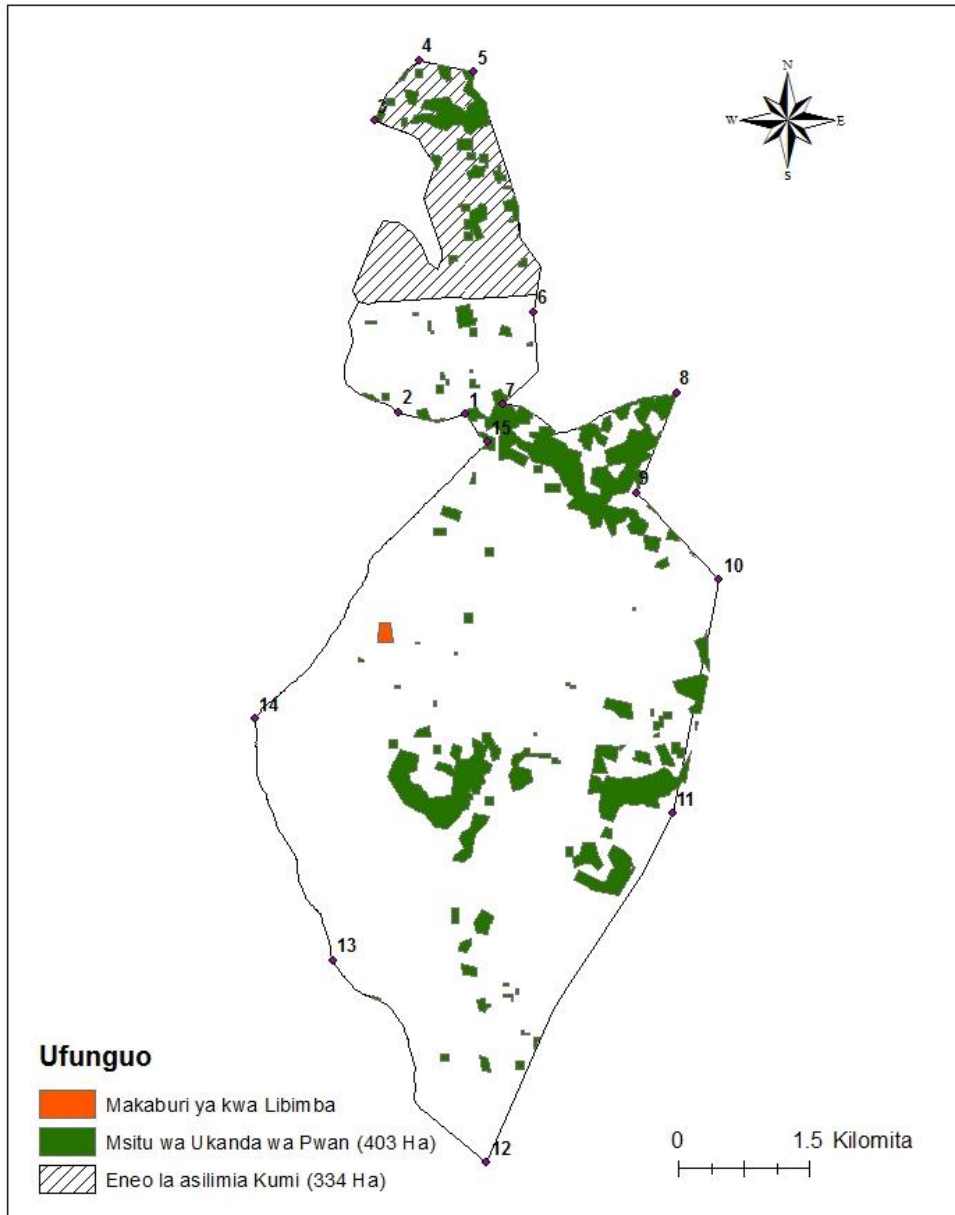 4
5
N
3
W E
S
6
8
2
1
7
15
9
10
14
11
13
12
Ufunguo
Makaburi ya kwa Libimba
Msitu wa Ukanda wa Pwan (403 Ha)
Eneo la asilimia Kumi (334 Ha)
0 1.5 Kilomita